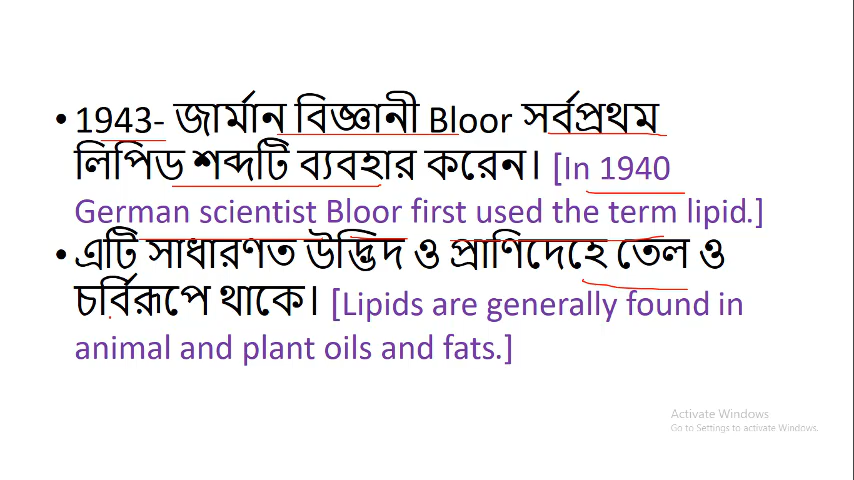 • 1943- জার্মান বিজ্ঞানী Bloor সর্বপ্রথম
লিপিড শব্দটি ব্যবহার করেন। [In 1940
German scientist Bloor first used the term lipid.]
• এটি সাধারণত উদ্ভিদ ও প্রাণিদেহে তেল ও
চর্বিরূপে থাকে। [Lipids are generally found in
animal and plant oils and fats.]
Activate Windows
Go to Settings to activate Windows.